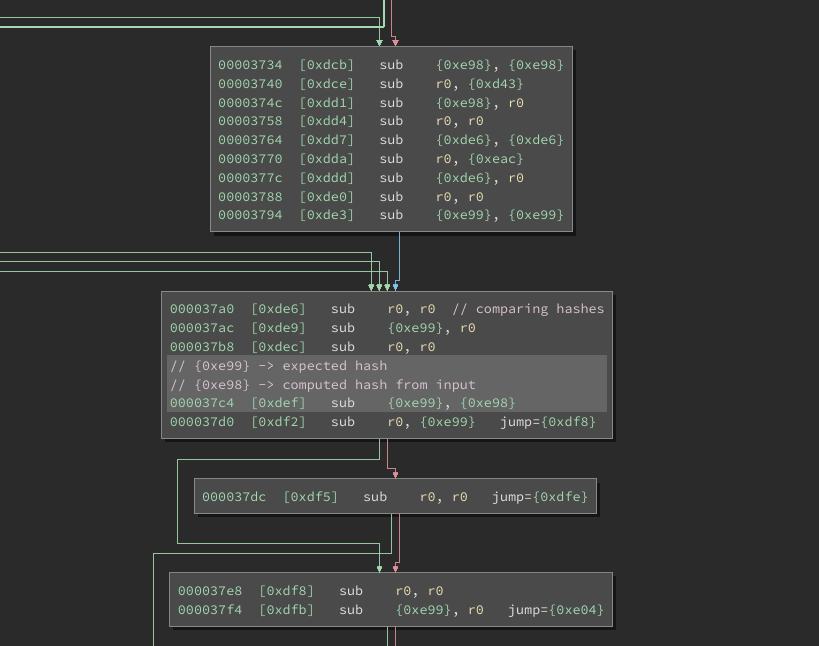 00003734 [0xdcb] sub {0xe98}, {0xe98}
00003740 [0xdce] sub r0, {0xd43}
0000374c [0xdd1] sub {0xe98}, r0
00003758 [0xdd4] sub r0, r0
00003764 [0xdd7] sub {0xde6}, {0xde6}
00003770 [0xdda] sub r0, {0xeac}
0000377c [0xddd] sub {0xde6}, r0
00003788 [0xde0] sub r0, r0
00003794 [0xde3] sub {0xe99}, {0xe99}
000037a0 [0xde6] sub r0, r0 // comparing hashes
000037ac [0xde9] sub {0xe99}, r0
000037b8 [0xdec] sub r0, r0
// {0xe99} -> expected hash
// {0xe98} -> computed hash from input
000037c4 [0xdef] sub {0xe99}, {0xe98}
000037d0 [0xdf2] sub r0, {0xe99} jump={0xdf8}
000037dc [0xdf5] sub r0, r0 jump={0xdfe}
000037e8 [0xdf8] sub r0, r0
000037f4 [0xdfb] sub {0xe99}, r0 jump={0xe04}